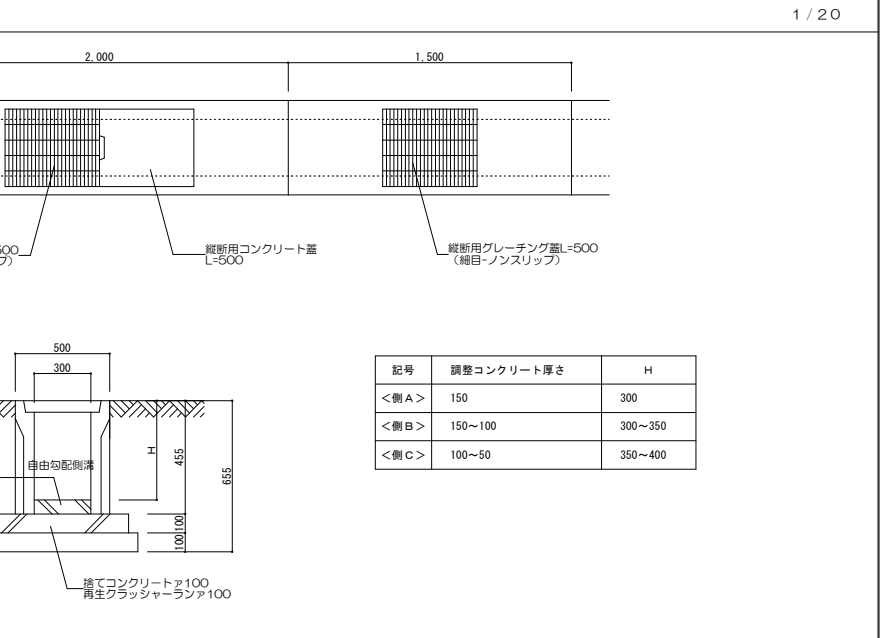 1/20
2,000
1,500
500
プ)
縦断用コンクリート蓋
L=500
縦断用グレーチング蓋L=500
(細目-ノンスリップ)
500
300
H
455
655
自由勾配側溝
100
100
捨てコンクリートァ100
再生クラッシャーランァ100
記号 調整コンクリート厚さ H
<側A> 150 300
<側B> 150~100 300~350
<側C> 100~50 350~400